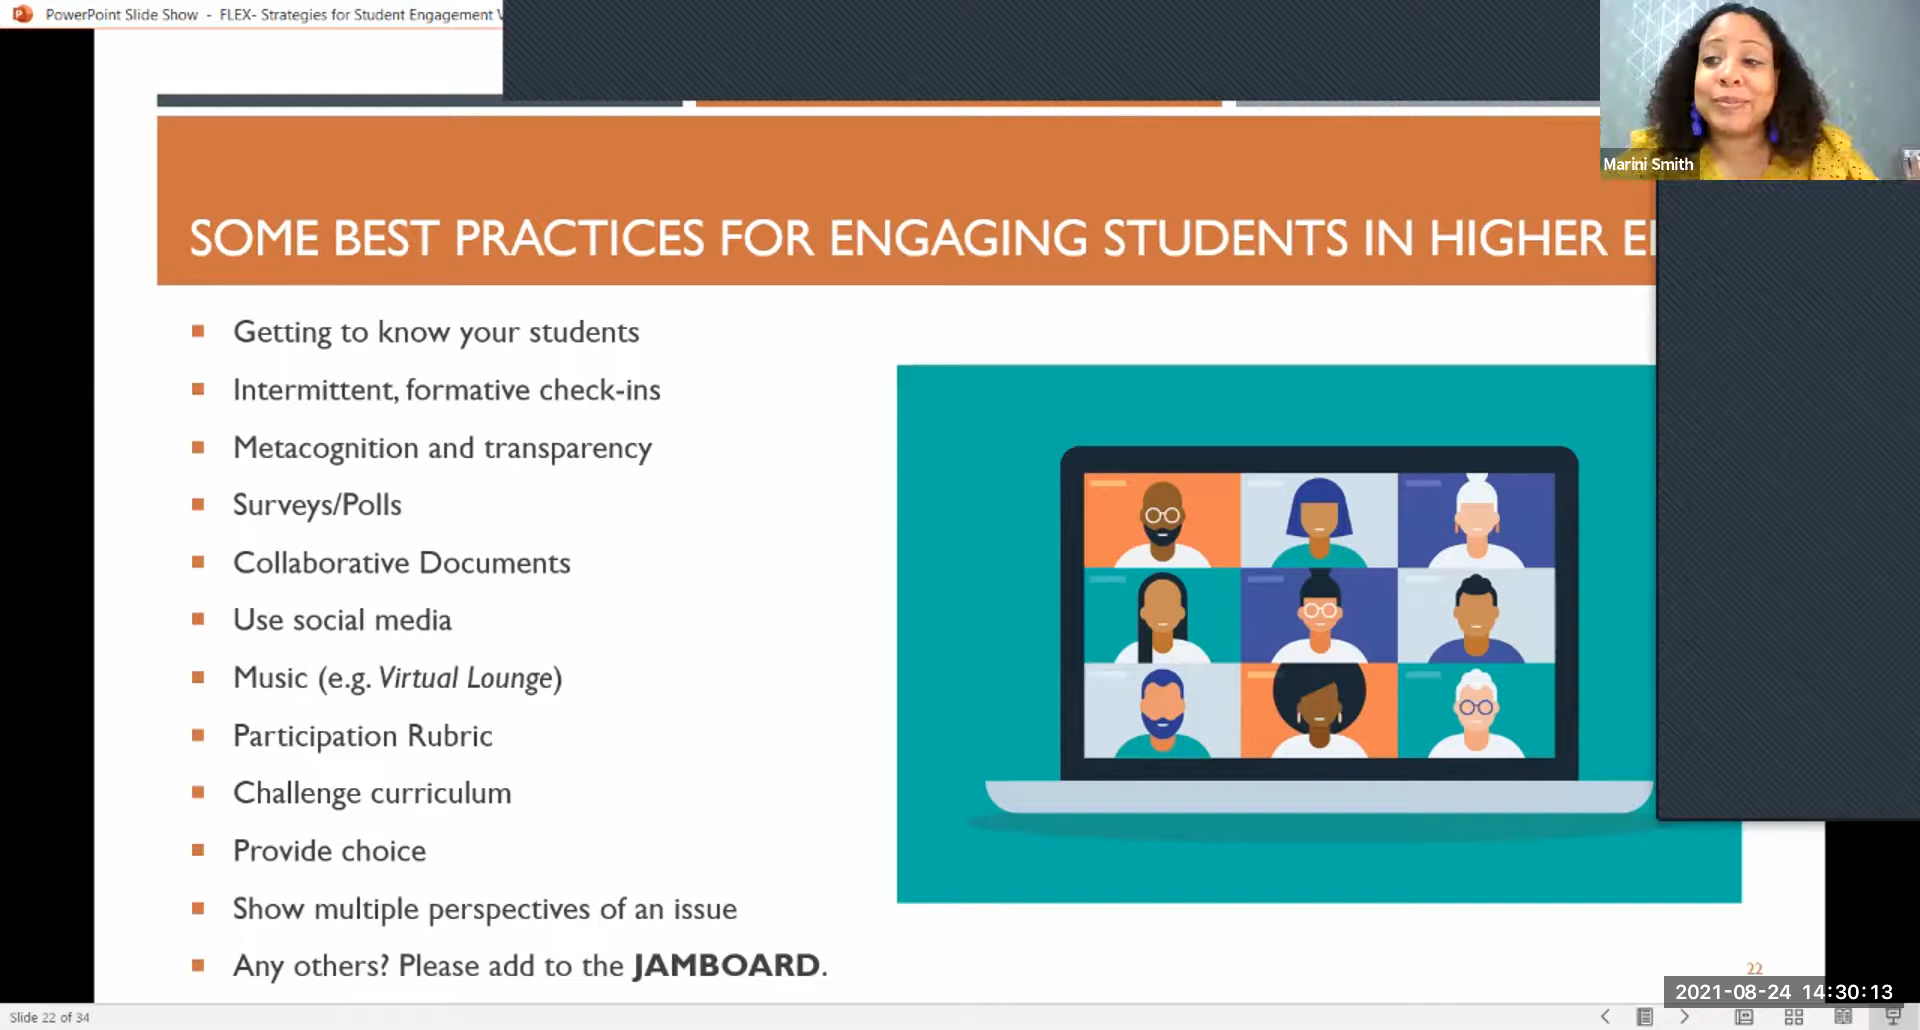 PowerPoint Slide Show - FLEX- Strategies for Student Engagement
Marini Smith
SOME BEST PRACTICES FOR ENGAGING STUDENTS IN HIGHER
Getting to know your students
Intermittent, formative check-ins
Metacognition and transparency
Surveys/Polls
Collaborative Documents
Use social media
Music (e.g. Virtual Lounge)
Participation Rubric
Challenge curriculum
Provide choice
Show multiple perspectives of an issue
Any others? Please add to the JAMBOARD.
22
2021-08-24 14:30:13
Slide 22 of 34